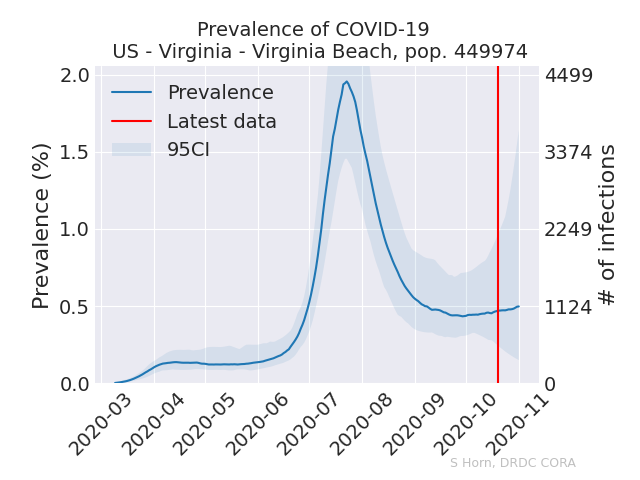 Prevalence of COVID-19
US - Virginia - Virginia Beach, pop. 449974
Prevalence
Latest data
95CI
Prevalence (%)
2.0
1.5
1.0
0.5
0.0
4499
3374
2249
1124
0
# of infections
2020-03
2020-04
2020-05
2020-06
2020-07
2020-08
2020-09
2020-10
2020-11
S Horn, DRDC CORA